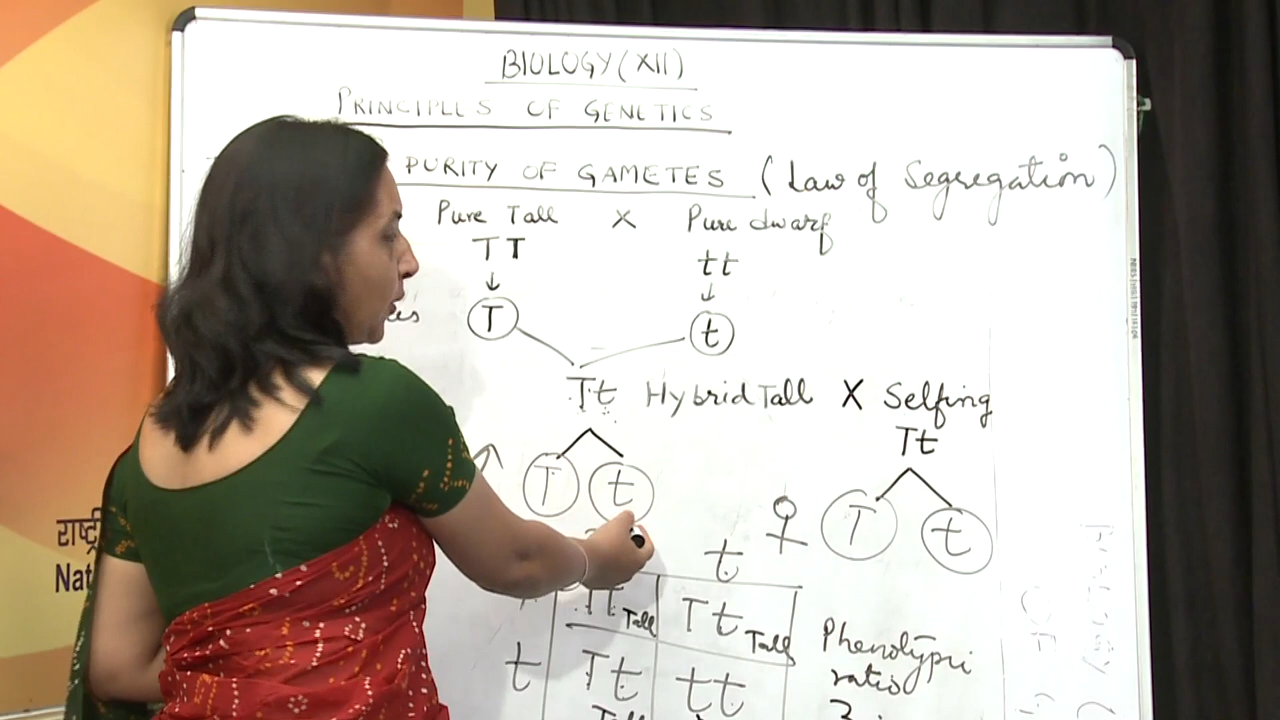 BIOLOGY (XII)
PRINCIPLES OF GENETICS
PURITY OF GAMETES (Law of Segregation)
Pure Tall X Pure dwarf
TT tt
T t
Tt Hybrid Tall X Selfing
Tt
T t ♀ T t
t
Tt Tall
t Tt tt
Tall
Phenotypic
ratio
3
राष्ट्री
Nat